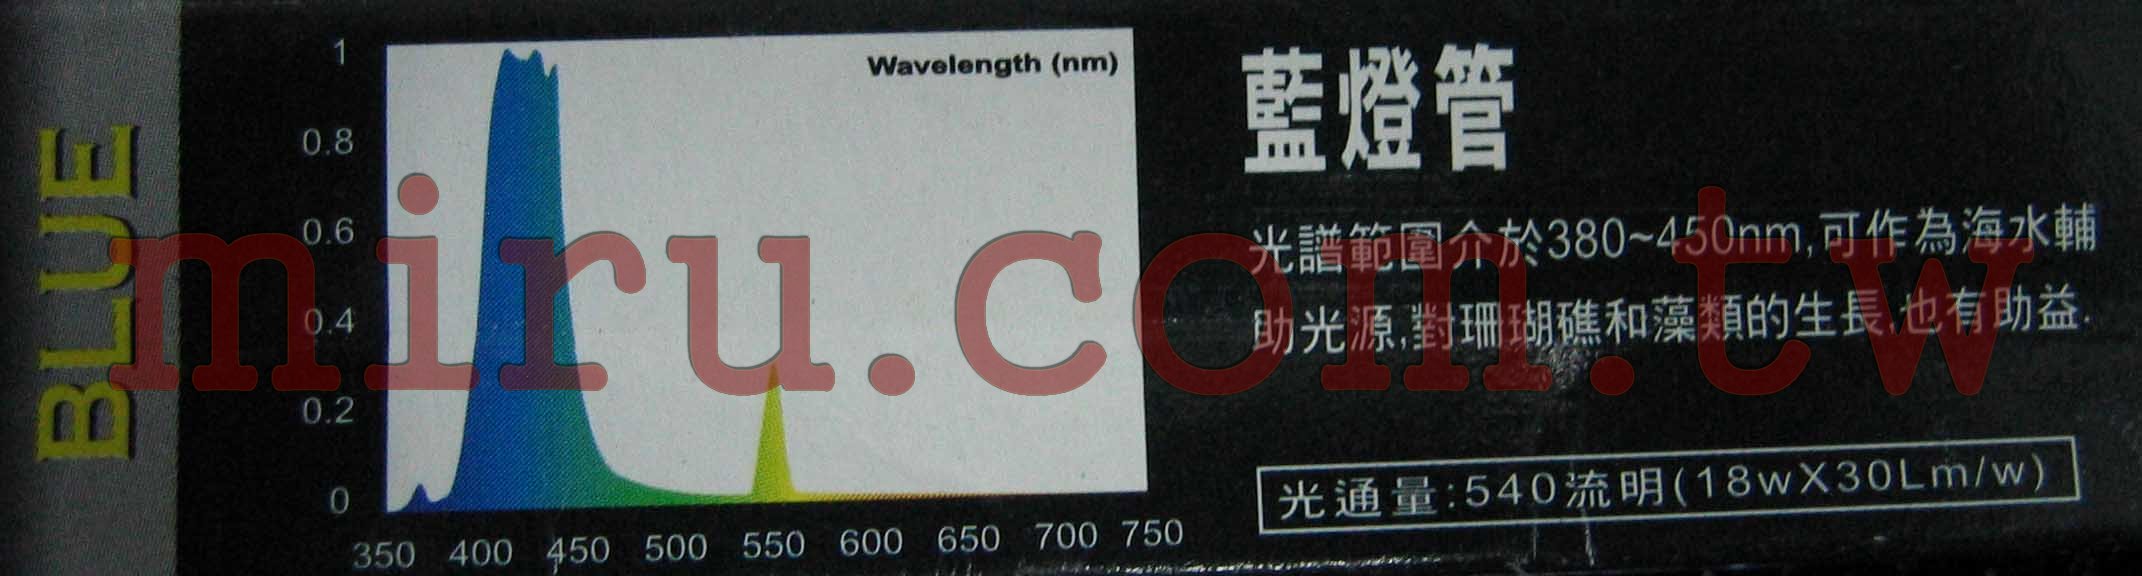 BLUE
Wavelength (nm)
1
0.8
0.6
0.4
0.2
0
350 400 450 500 550 600 650 700 750
藍燈管
光譜範圍介於380~450nm,可作為海水輔
助光源,對珊瑚礁和藻類的生長,也有助益.
光通量:540流明(18wX30Lm/w)
miru.com.tw